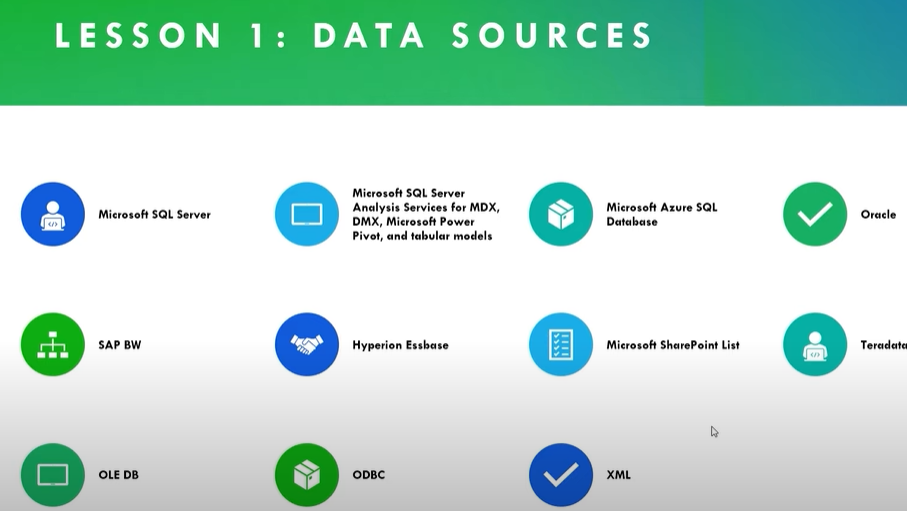 LESSON 1: DATA SOURCES
Microsoft SQL Server
Microsoft SQL Server
Analysis Services for MDX,
DMX, Microsoft Power
Pivot, and tabular models
Microsoft Azure SQL
Database
Oracle
SAP BW
Hyperion Essbase
Microsoft SharePoint List
Teradata
OLE DB
ODBC
XML